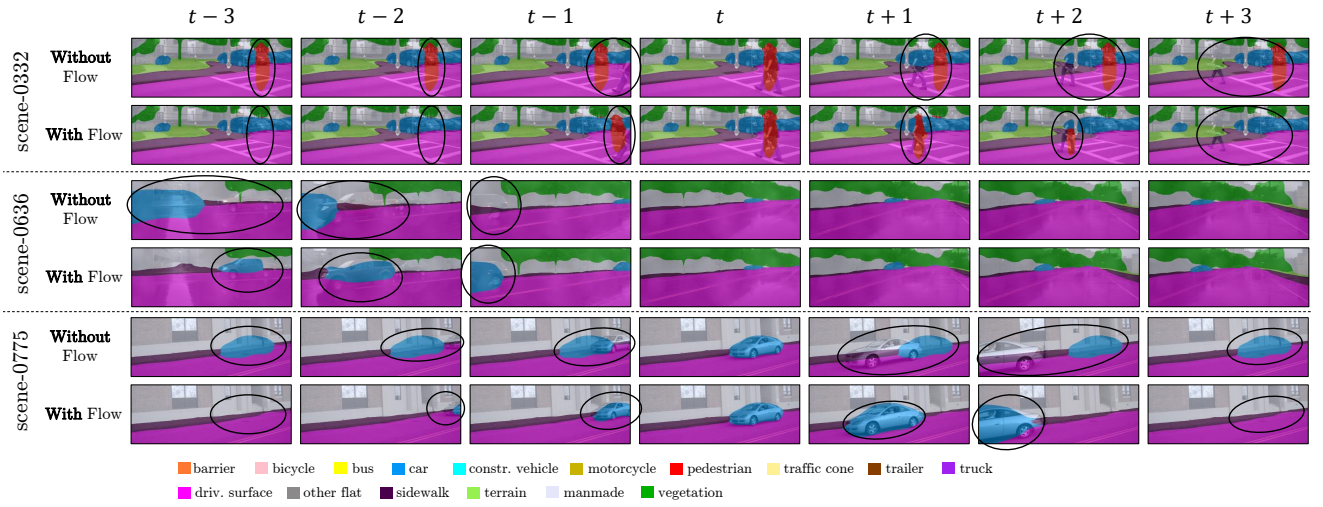 t − 3 t − 2 t − 1 t t + 1 t + 2 t + 3
scene-0332
Without
Flow
With Flow
scene-0636
Without
Flow
With Flow
scene-0775
Without
Flow
With Flow
barrier bicycle bus car constr. vehicle motorcycle pedestrian traffic cone trailer truck
driv. surface other flat sidewalk terrain manmade vegetation